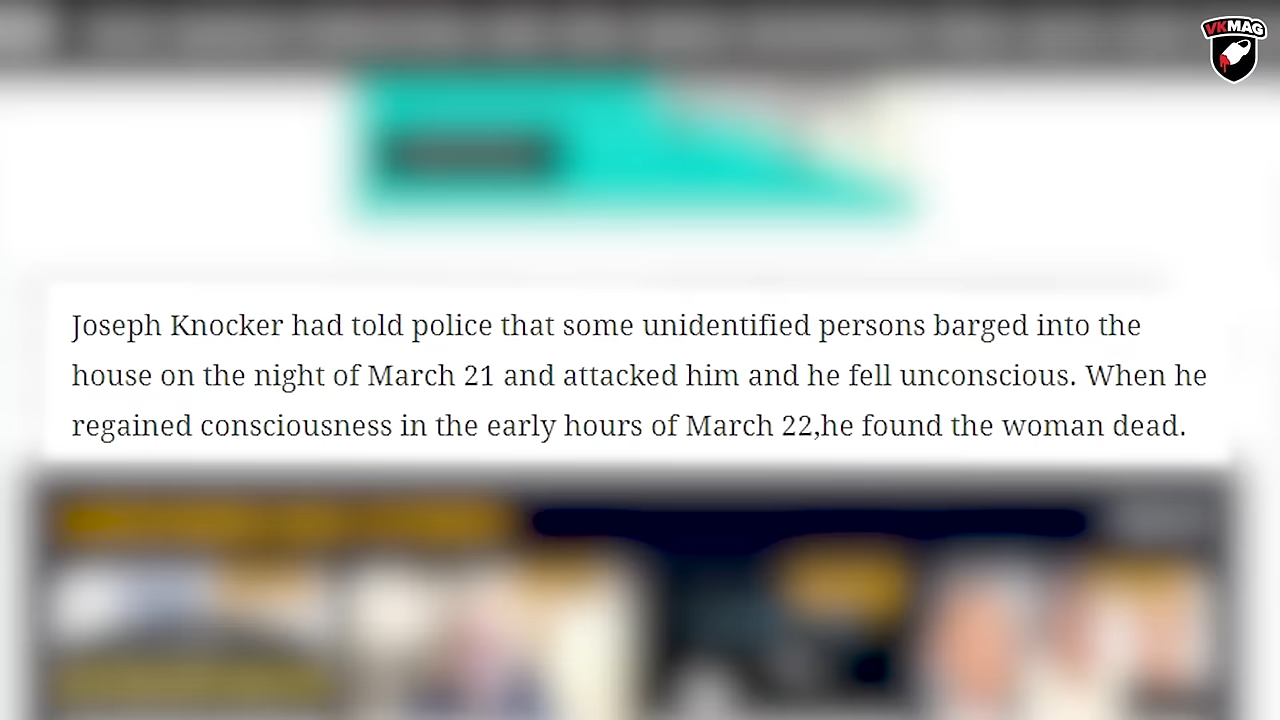 VKMAG
Joseph Knocker had told police that some unidentified persons barged into the
house on the night of March 21 and attacked him and he fell unconscious. When he
regained consciousness in the early hours of March 22,he found the woman dead.